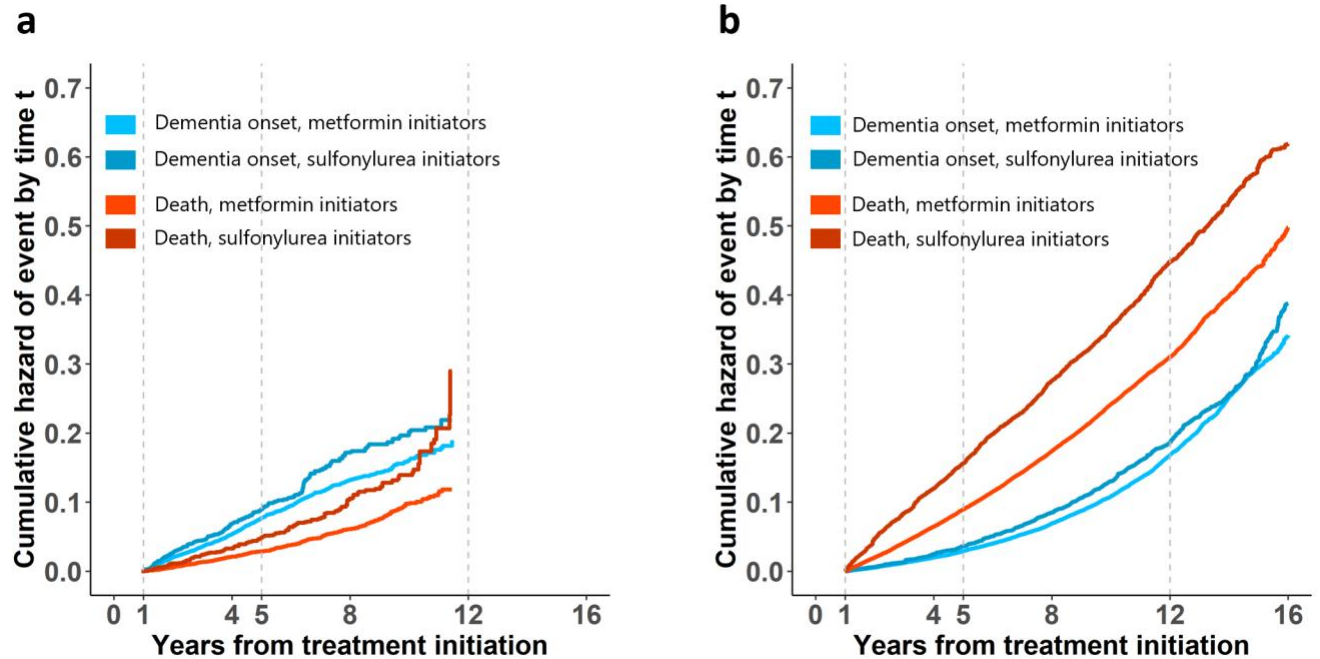 a
Cumulative hazard of event by time t
0.7
0.6
0.5
0.4
0.3
0.2
0.1
0.0
Dementia onset, metformin initiators
Dementia onset, sulfonylurea initiators
Death, metformin initiators
Death, sulfonylurea initiators
0 1 4 5 8 12 16
Years from treatment initiation
b
Cumulative hazard of event by time t
0.7
0.6
0.5
0.4
0.3
0.2
0.1
0.0
Dementia onset, metformin initiators
Dementia onset, sulfonylurea initiators
Death, metformin initiators
Death, sulfonylurea initiators
0 1 4 5 8 12 16
Years from treatment initiation